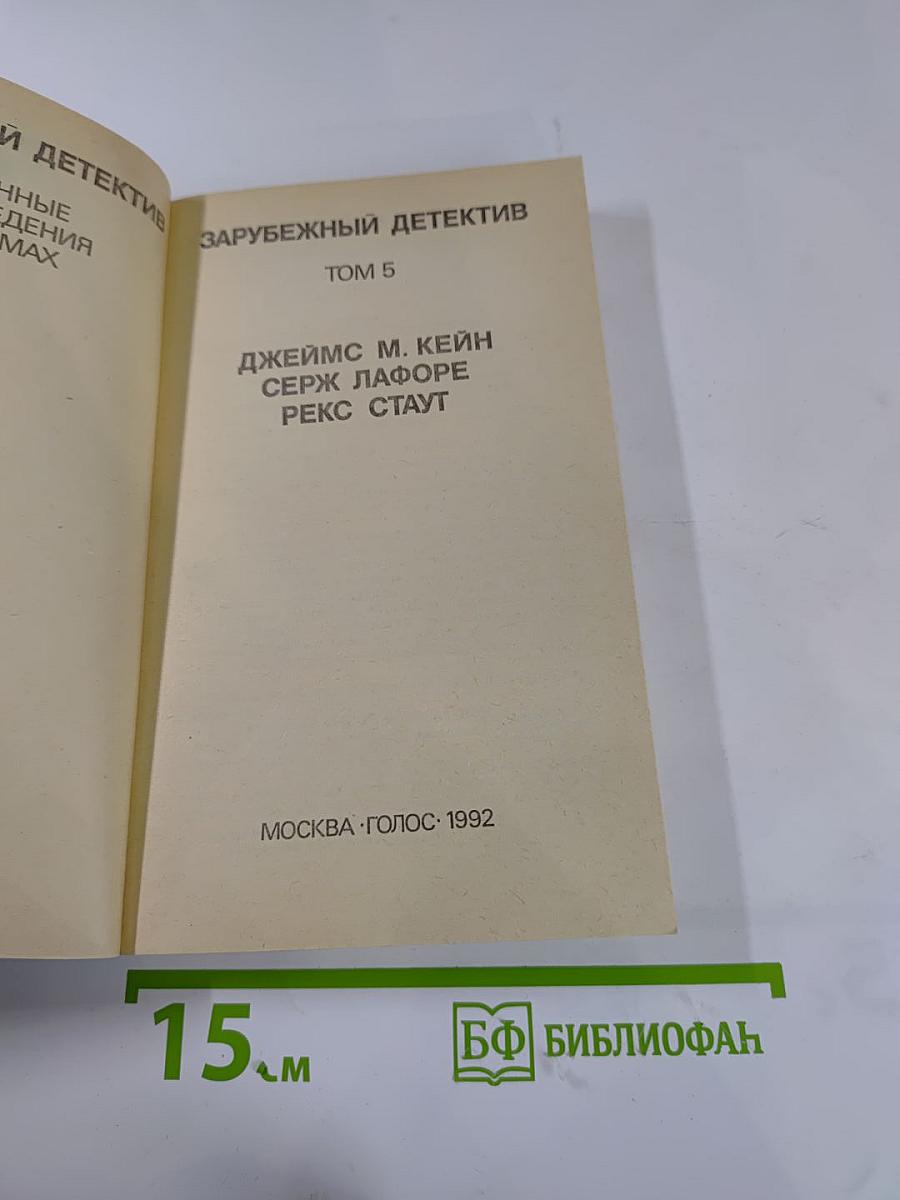 Й ДЕТЕКТИВ
ННЫЕ
ЕДЕНИЯ
МАХ
ЗАРУБЕЖНЫЙ ДЕТЕКТИВ
ТОМ 5
ДЖЕЙМС М. КЕЙН
СЕРЖ ЛАФОРЕ
РЕКС СТАУТ
МОСКВА·ГОЛОС·1992
15 см
БФ БИБЛИОФАН